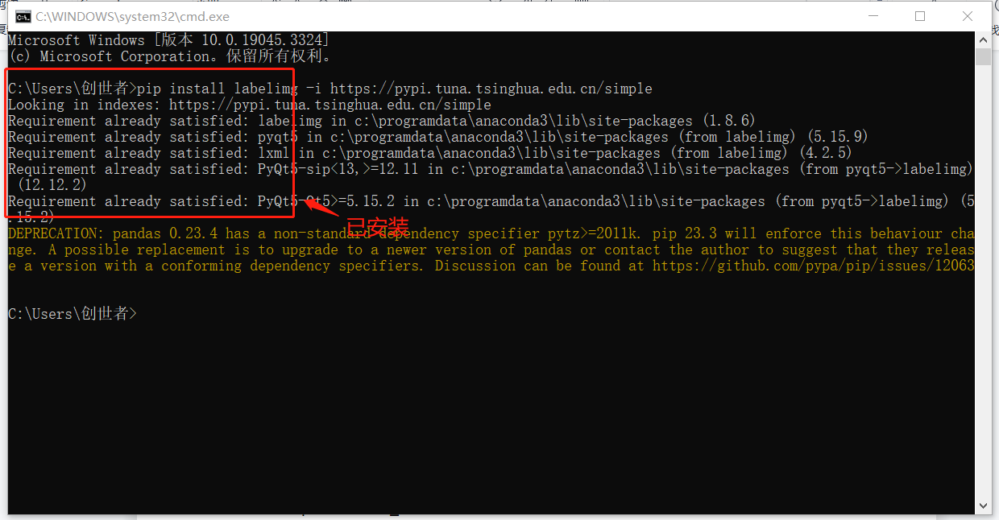 C:\WINDOWS\system32\cmd.exe
Microsoft Windows [版本 10.0.19045.3324]
(c) Microsoft Corporation。保留所有权利。
C:\Users\创世者>pip install labelimg -i https://pypi.tuna.tsinghua.edu.cn/simple
Looking in indexes: https://pypi.tuna.tsinghua.edu.cn/simple
Requirement already satisfied: labelimg in c:\programdata\anaconda3\lib\site-packages (1.8.6)
Requirement already satisfied: pyqt5 in c:\programdata\anaconda3\lib\site-packages (from labelimg) (5.15.9)
Requirement already satisfied: lxml in c:\programdata\anaconda3\lib\site-packages (from labelimg) (4.2.5)
Requirement already satisfied: PyQt5-sip<13,>=12.11 in c:\programdata\anaconda3\lib\site-packages (from pyqt5->labelimg)
(12.12.2)
Requirement already satisfied: PyQt5-Qt5>=5.15.2 in c:\programdata\anaconda3\lib\site-packages (from pyqt5->labelimg) (5
.15.2)
已安装
DEPRECATION: pandas 0.23.4 has a non-standard dependency specifier pytz>=2011k. pip 23.3 will enforce this behaviour cha
nge. A possible replacement is to upgrade to a newer version of pandas or contact the author to suggest that they releas
e a version with a conforming dependency specifiers. Discussion can be found at https://github.com/pypa/pip/issues/12063
C:\Users\创世者>